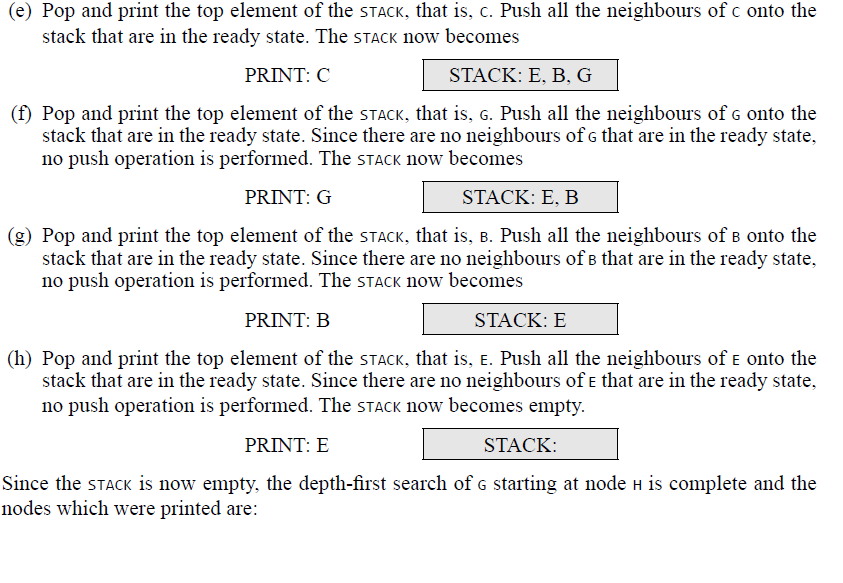 (e) Pop and print the top element of the STACK, that is, C. Push all the neighbours of C onto the
stack that are in the ready state. The STACK now becomes
PRINT: C STACK: E, B, G
(f) Pop and print the top element of the STACK, that is, G. Push all the neighbours of G onto the
stack that are in the ready state. Since there are no neighbours of G that are in the ready state,
no push operation is performed. The STACK now becomes
PRINT: G STACK: E, B
(g) Pop and print the top element of the STACK, that is, B. Push all the neighbours of B onto the
stack that are in the ready state. Since there are no neighbours of B that are in the ready state,
no push operation is performed. The STACK now becomes
PRINT: B STACK: E
(h) Pop and print the top element of the STACK, that is, E. Push all the neighbours of E onto the
stack that are in the ready state. Since there are no neighbours of E that are in the ready state,
no push operation is performed. The STACK now becomes empty.
PRINT: E STACK:
Since the STACK is now empty, the depth-first search of G starting at node H is complete and the
nodes which were printed are: